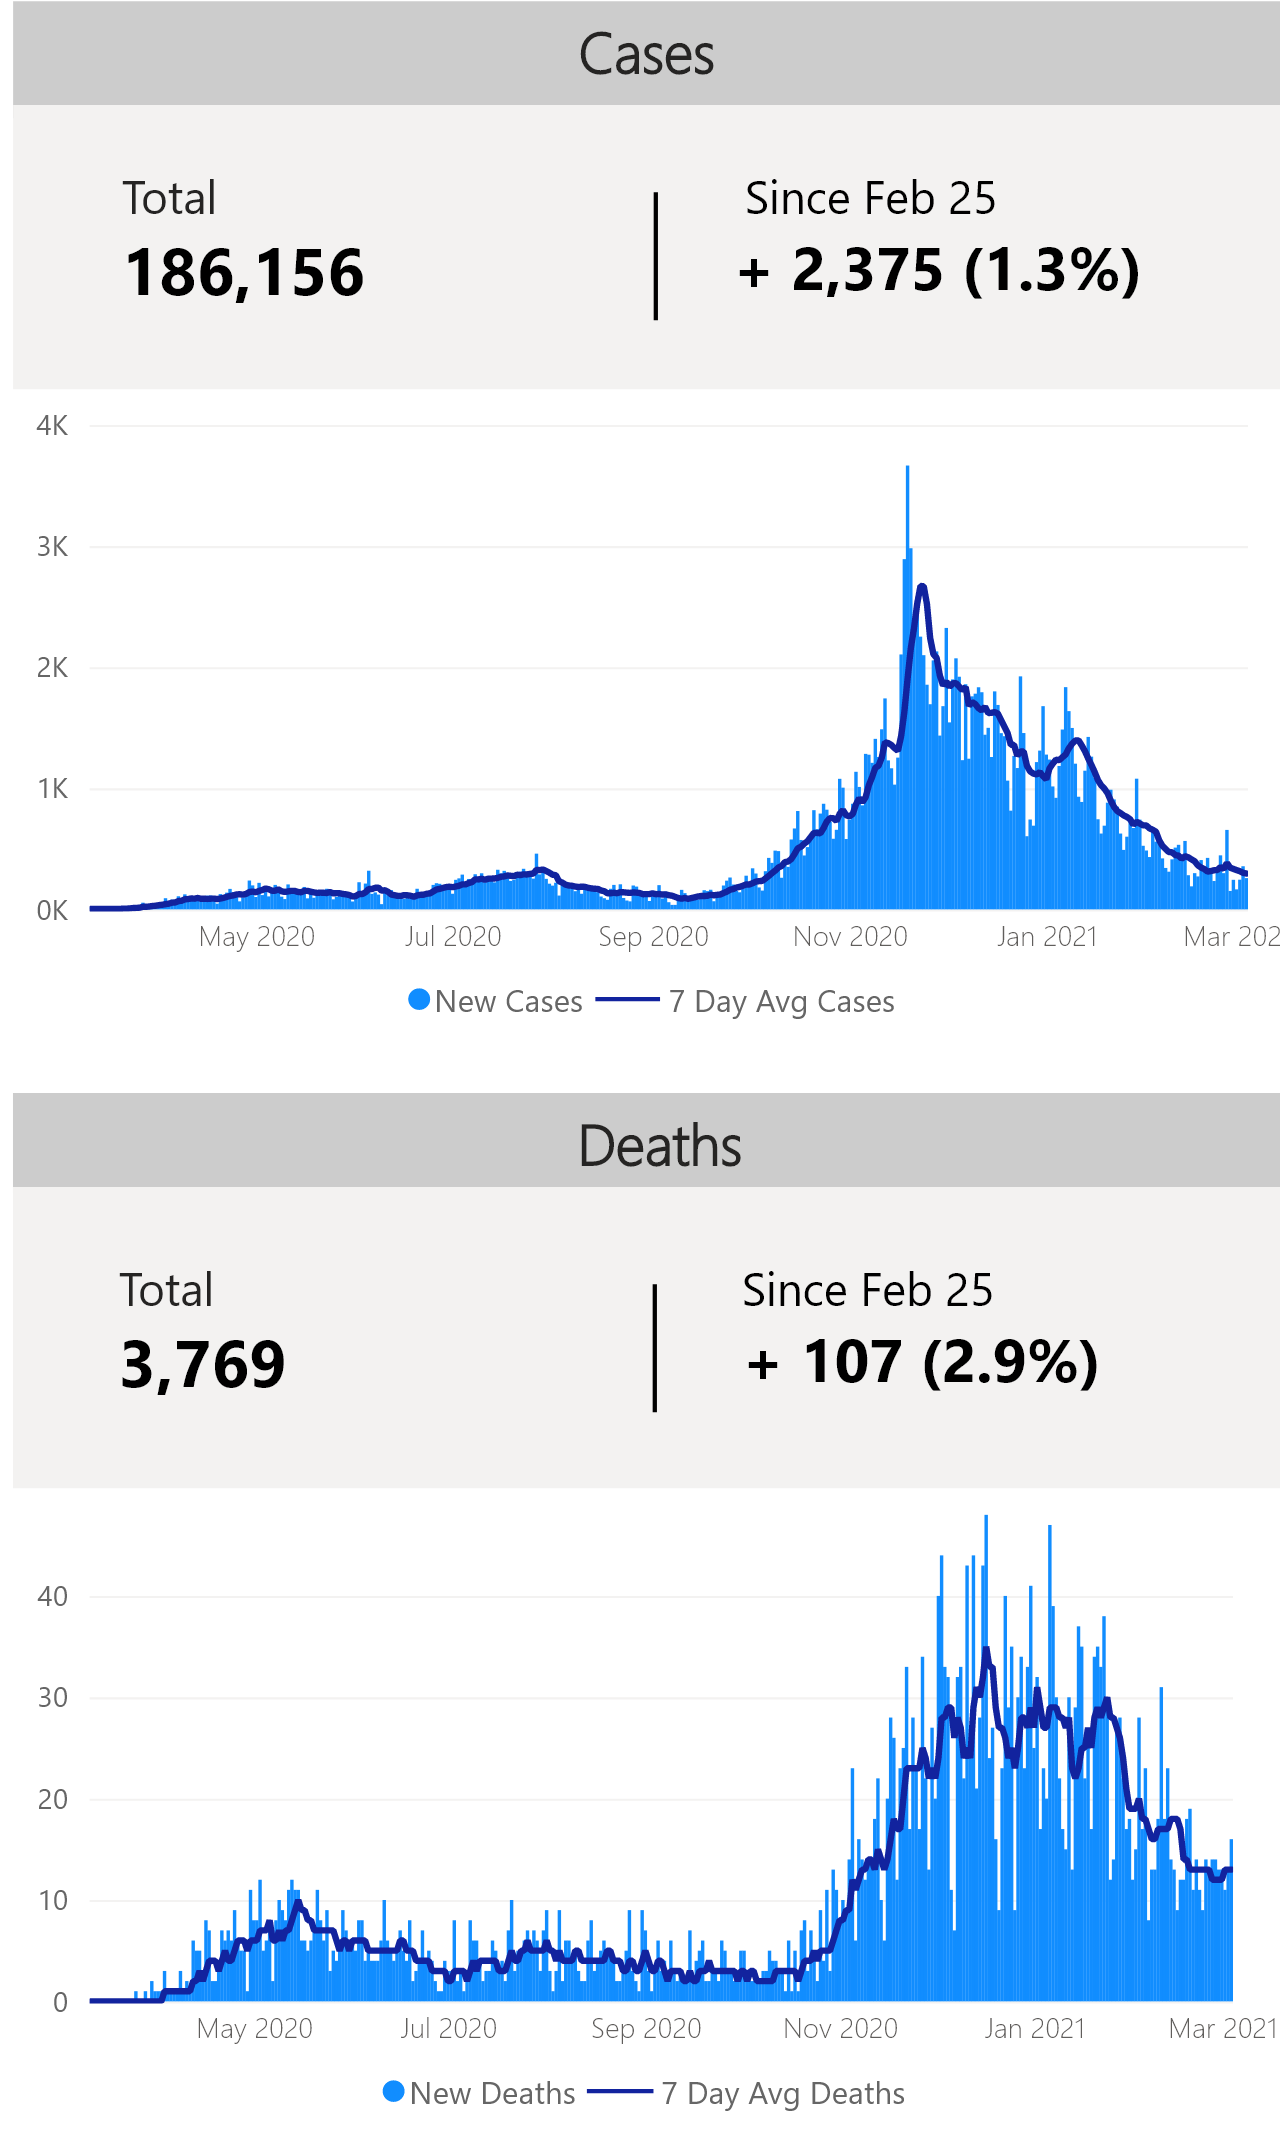 Cases
Total
Since Feb 25
186,156
+ 2,375 (1.3%)
4K
3K
2K
1K
0K
May 2020
Jul 2020
Sep 2020
Nov 2020
Jan 2021
Mar 202
New Cases
7 Day Avg Cases
Deaths
Total
Since Feb 25
3,769
+ 107 (2.9%)
40
30
20
10
0
May 2020
Jul 2020
Sep 2020
Nov 2020
Jan 2021
Mar 2021
New Deaths
7 Day Avg Deaths